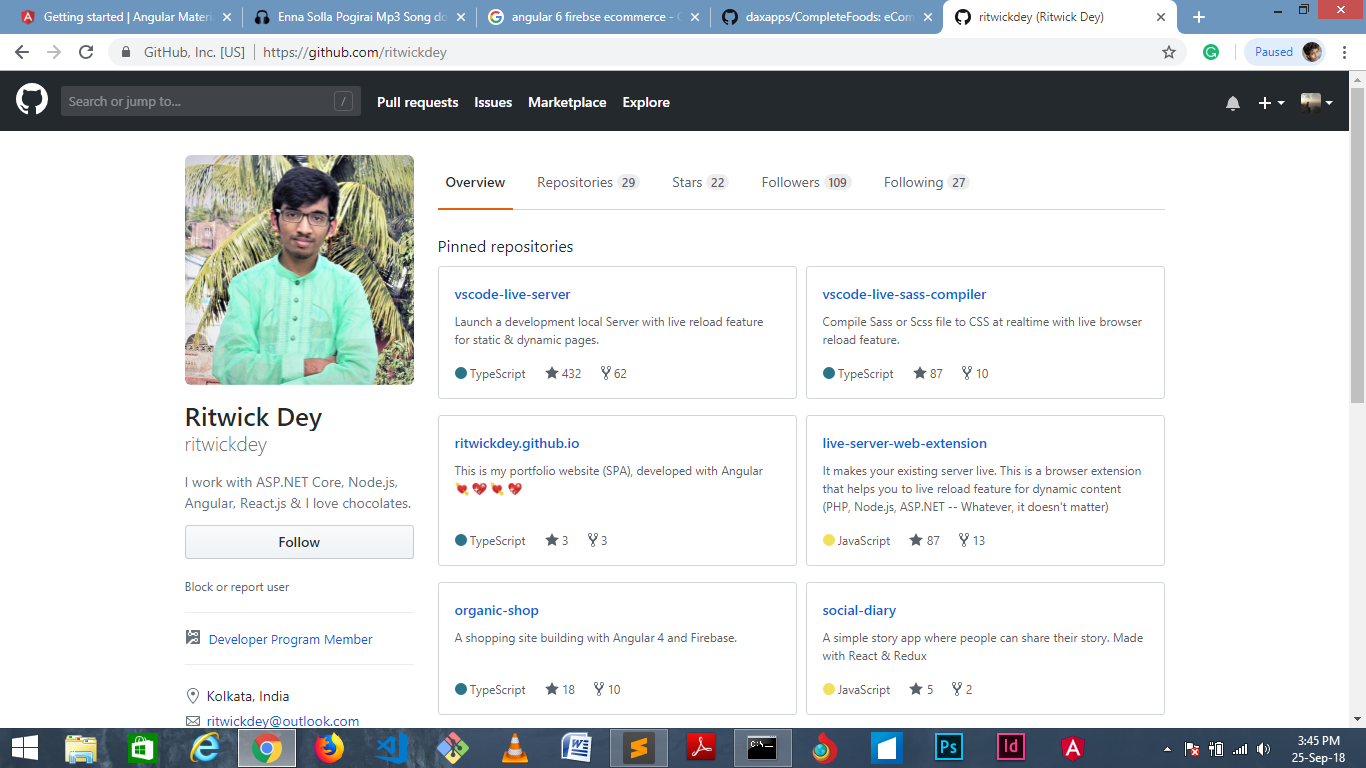 Getting started | Angular Mater
Enna Solla Pogirai Mp3 Song do
angular 6 firebse ecommerce - G
daxapps/CompleteFoods: eCom
ritwickdey (Ritwick Dey)
GitHub, Inc. [US] | https://github.com/ritwickdey
Paused
Search or jump to... /
Pull requests Issues Marketplace Explore
Overview Repositories 29 Stars 22 Followers 109 Following 27
Pinned repositories
vscode-live-server
Launch a development local Server with live reload feature
for static & dynamic pages.
TypeScript 432 62
vscode-live-sass-compiler
Compile Sass or Scss file to CSS at realtime with live browser
reload feature.
TypeScript 87 10
ritwickdey.github.io
This is my portfolio website (SPA), developed with Angular
💘 💖 💘 💖
TypeScript 3 3
live-server-web-extension
It makes your existing server live. This is a browser extension
that helps you to live reload feature for dynamic content
(PHP, Node.js, ASP.NET -- Whatever, it doesn't matter)
JavaScript 87 13
organic-shop
A shopping site building with Angular 4 and Firebase.
TypeScript 18 10
social-diary
A simple story app where people can share their story. Made
with React & Redux
JavaScript 5 2
Ritwick Dey
ritwickdey
I work with ASP.NET Core, Node.js,
Angular, React.js & I love chocolates.
Follow
Block or report user
Developer Program Member
Kolkata, India
ritwickdey@outlook.com
Ps
Id
3:45 PM
25-Sep-18